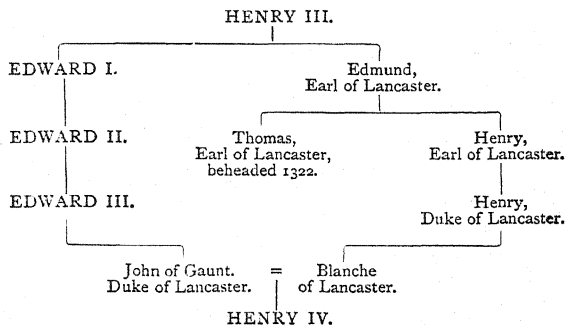 HENRY III.
EDWARD I.
Edmund,
Earl of Lancaster.
EDWARD II.
Thomas,
Earl of Lancaster,
beheaded 1322.
Henry,
Earl of Lancaster.
EDWARD III.
Henry,
Duke of Lancaster.
John of Gaunt.
Duke of Lancaster.
=
Blanche
of Lancaster.
HENRY IV.